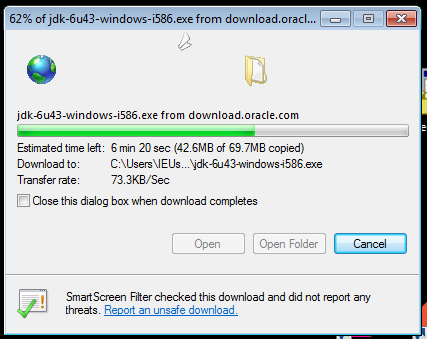 62% of jdk-6u43-windows-i586.exe from download.oracle,...
jdk-6u43-windows-i586.exe from download.oracle.com
Estimated time left: 6 min 20 sec (42.6MB of 69.7MB copied)
Download to: C:\Users\IEUs...\jdk-6u43-windows-i586.exe
Transfer rate: 73.3KB/Sec
Close this dialog box when download completes
Open Open Folder Cancel
SmartScreen Filter checked this download and did not report any
threats. Report an unsafe download.